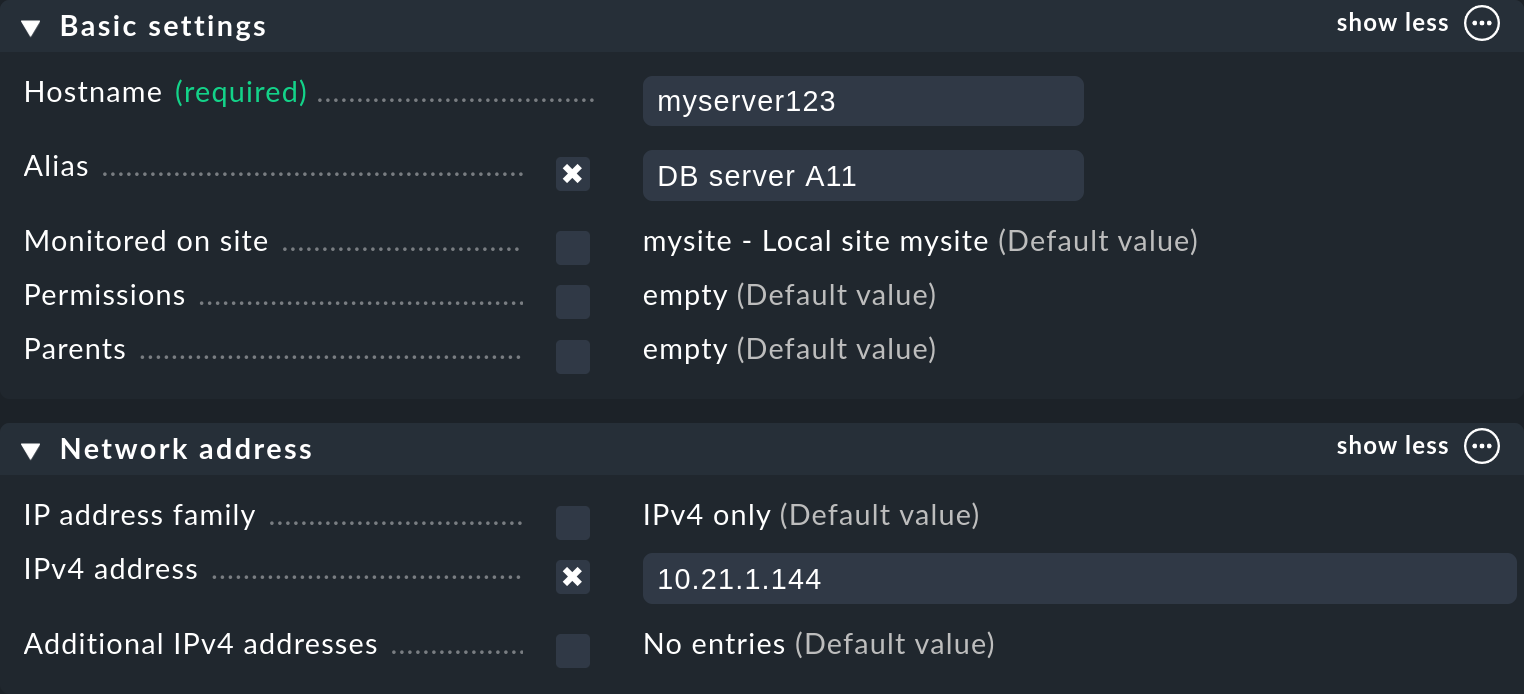 Basic settings show less
Hostname (required) myserver123
Alias DB server A11
Monitored on site mysite - Local site mysite (Default value)
Permissions empty (Default value)
Parents empty (Default value)
Network address show less
IP address family IPv4 only (Default value)
IPv4 address 10.21.1.144
Additional IPv4 addresses No entries (Default value)